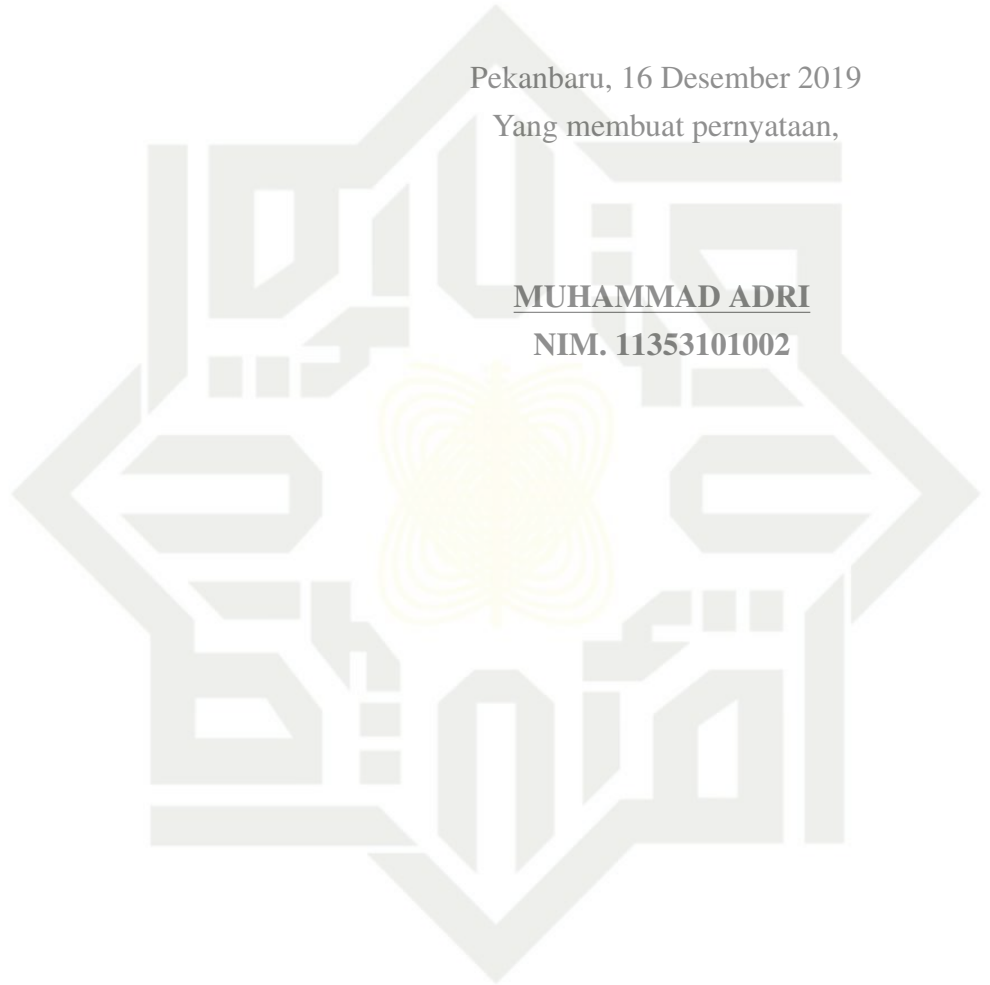 Pekanbaru, 16 Desember 2019
Yang membuat pernyataan,
MUHAMMAD ADRI
NIM. 11353101002